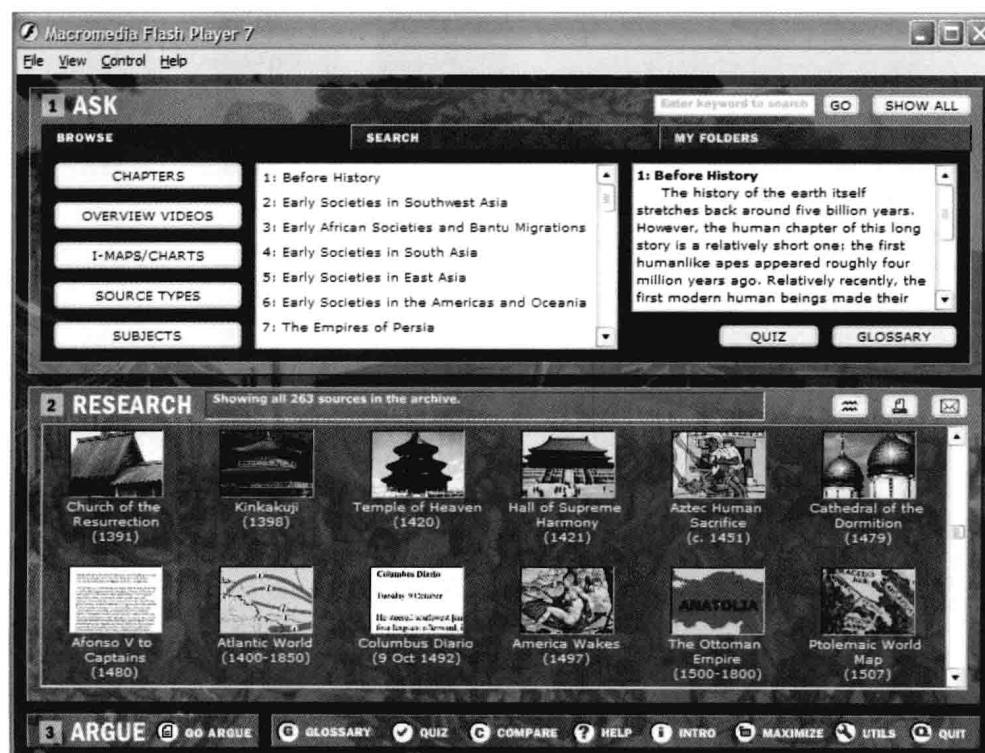 Macromedia Flash Player 7
File View Control Help
1 ASK
Enter keyword to search GO SHOW ALL
BROWSE SEARCH MY FOLDERS
CHAPTERS
OVERVIEW VIDEOS
I-MAPS/CHARTS
SOURCE TYPES
SUBJECTS
1: Before History
2: Early Societies in Southwest Asia
3: Early African Societies and Bantu Migrations
4: Early Societies in South Asia
5: Early Societies in East Asia
6: Early Societies in the Americas and Oceania
7: The Empires of Persia
1: Before History
The history of the earth itself
stretches back around five billion years.
However, the human chapter of this long
story is a relatively short one: the first
humanlike apes appeared roughly four
million years ago. Relatively recently, the
first modern human beings made their
QUIZ GLOSSARY
2 RESEARCH Showing all 263 sources in the archive.
Church of the
Resurrection
(1391)
Kinkakuji
(1398)
Temple of Heaven
(1420)
Hall of Supreme
Harmony
(1421)
Aztec Human
Sacrifice
(c. 1451)
Cathedral of the
Dormition
(1479)
Columbus Diario
Tuesday 9 October
ANATOLIA
Afonso V to
Captains
(1480)
Atlantic World
(1400-1850)
Columbus Diario
(9 Oct 1492)
America Wakes
(1497)
The Ottoman
Empire
(1500-1800)
Ptolemaic World
Map
(1507)
3 ARGUE GO ARGUE G GLOSSARY QUIZ C COMPARE ? HELP i INTRO MAXIMIZE UTILS QUIT